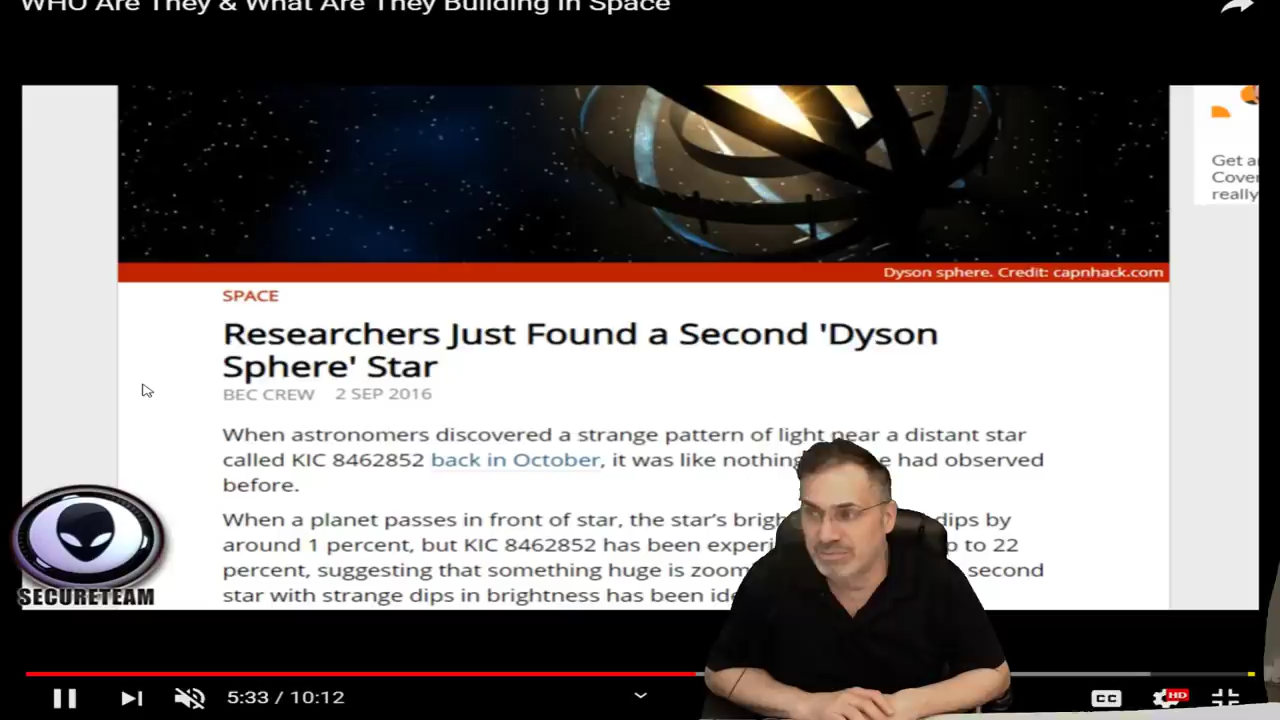 WHO Are They & What Are They Building In Space
Get a
Cover
really
Dyson sphere. Credit: capnhack.com
SPACE
Researchers Just Found a Second 'Dyson
Sphere' Star
BEC CREW 2 SEP 2016
When astronomers discovered a strange pattern of light near a distant star
called KIC 8462852 back in October, it was like nothing had observed
before.
When a planet passes in front of star, the star's dips by
around 1 percent, but KIC 8462852 has been to 22
percent, suggesting that something huge is second
star with strange dips in brightness has been
SECURETEAM
5:33 / 10:12
CC
HD